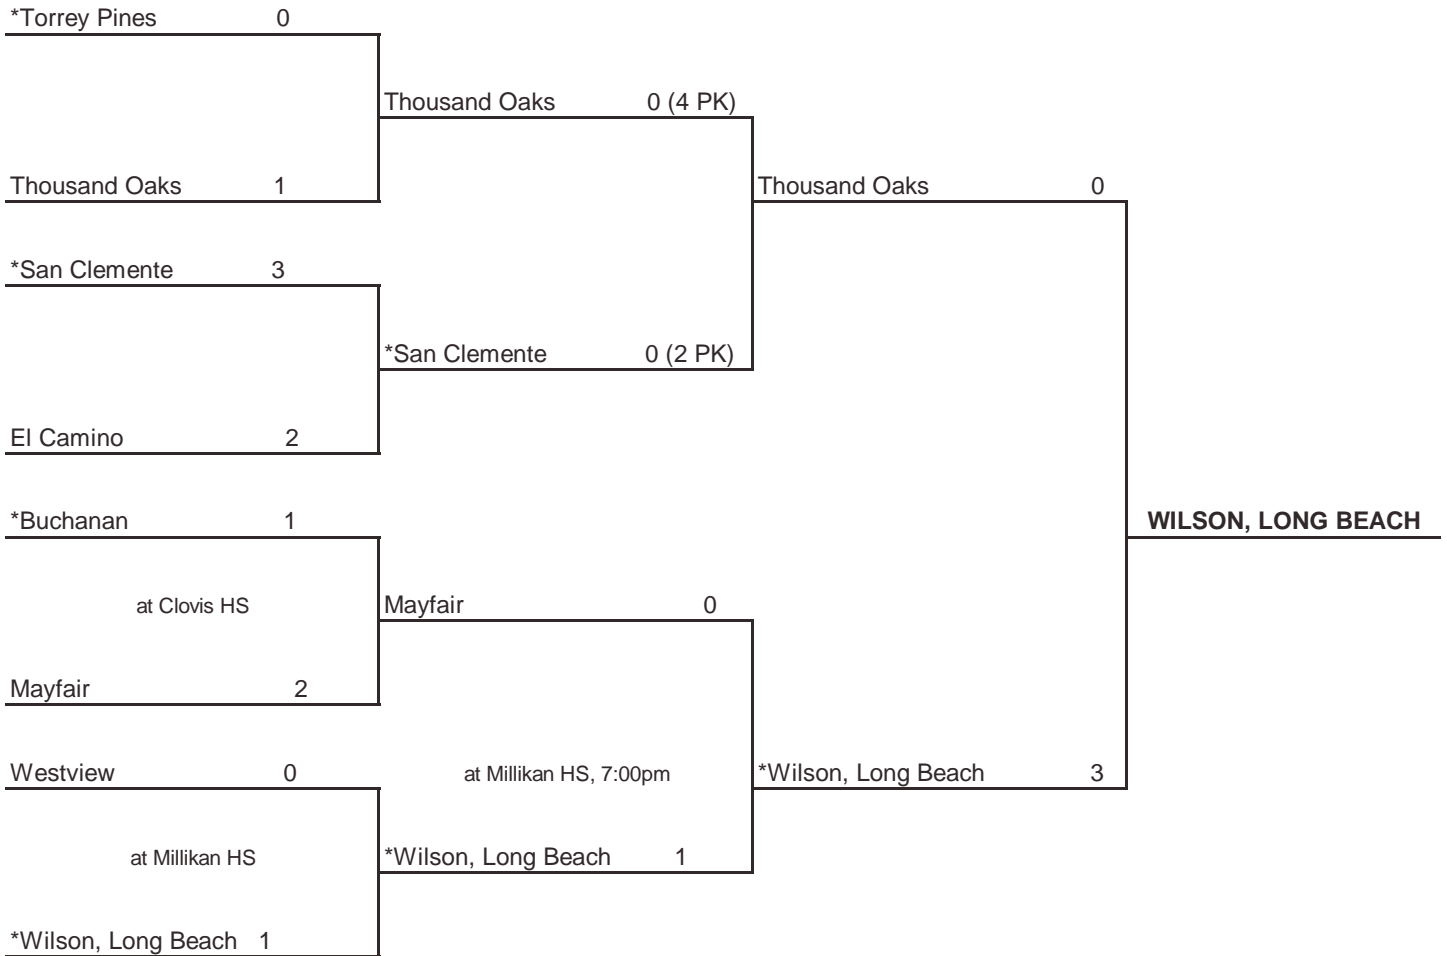 *Torrey Pines 0
Thousand Oaks 0 (4 PK)
Thousand Oaks 1
Thousand Oaks 0
*San Clemente 3
*San Clemente 0 (2 PK)
El Camino 2
*Buchanan 1
WILSON, LONG BEACH
at Clovis HS
Mayfair 0
Mayfair 2
Westview 0
at Millikan HS, 7:00pm
*Wilson, Long Beach 3
at Millikan HS
*Wilson, Long Beach 1
*Wilson, Long Beach 1